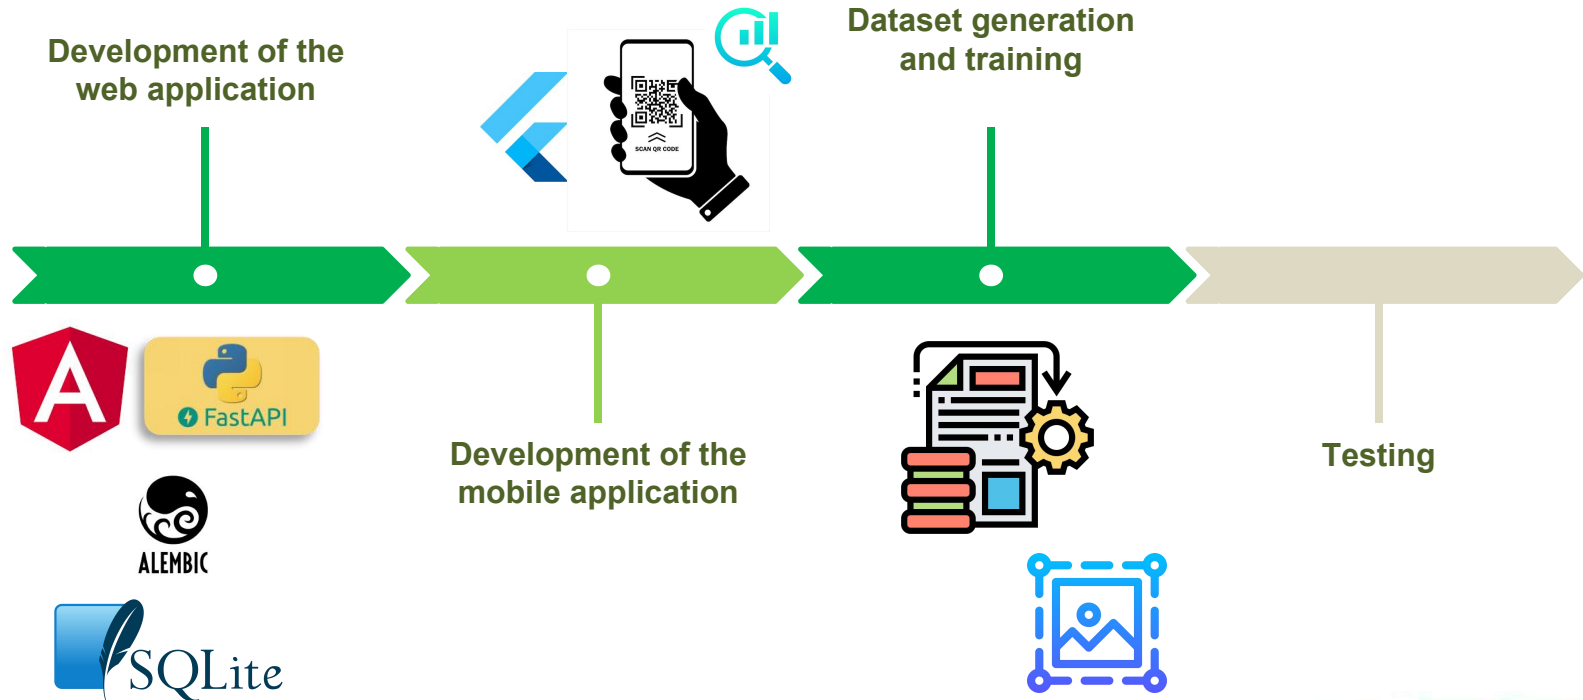 Development of the
web application
SCAN QR CODE
Dataset generation
and training
FastAPI
ALEMBIC
SQLite
Development of the
mobile application
Testing